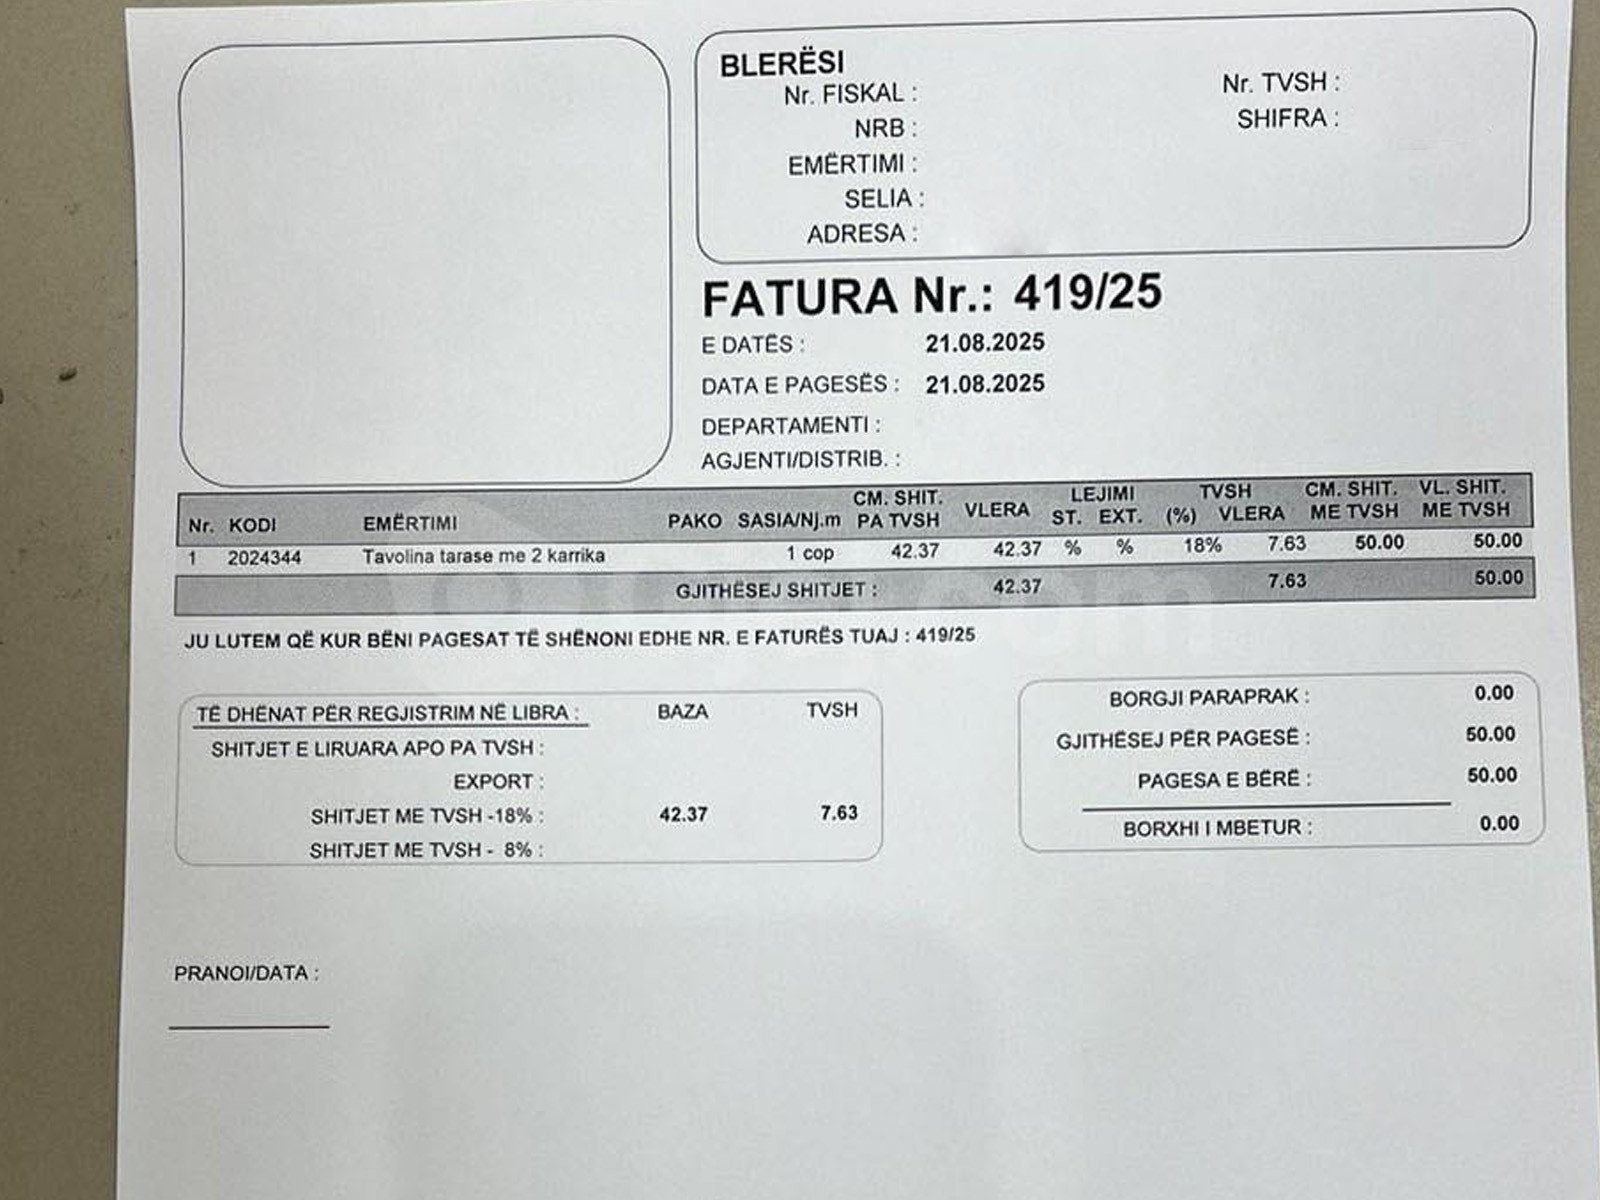 BLERËSI
Nr. FISKAL :
NRB :
EMËRTIMI :
SELIA :
ADRESA :
Nr. TVSH :
SHIFRA :
FATURA Nr.: 419/25
E DATËS : 21.08.2025
DATA E PAGESËS : 21.08.2025
DEPARTAMENTI :
AGJENTI/DISTRIB. :
Nr. KODI EMËRTIMI PAKO SASIA/Nj.m CM. SHIT. PA TVSH VLERA LEJIMI ST. EXT. TVSH (%) VLERA CM. SHIT. ME TVSH VL. SHIT. ME TVSH
1 2024344 Tavolina tarase me 2 karrika 1 cop 42.37 42.37 % % 18% 7.63 50.00 50.00
GJITHËSEJ SHITJET : 42.37 7.63 50.00
JU LUTEM QË KUR BËNI PAGESAT TË SHËNONI EDHE NR. E FATURËS TUAJ : 419/25
TË DHËNAT PËR REGJISTRIM NË LIBRA : BAZA TVSH
SHITJET E LIRUARA APO PA TVSH :
EXPORT :
SHITJET ME TVSH -18% : 42.37 7.63
SHITJET ME TVSH - 8% :
BORGJI PARAPRAK : 0.00
GJITHËSEJ PËR PAGESË : 50.00
PAGESA E BËRË : 50.00
BORXHI I MBETUR : 0.00
PRANOI/DATA :